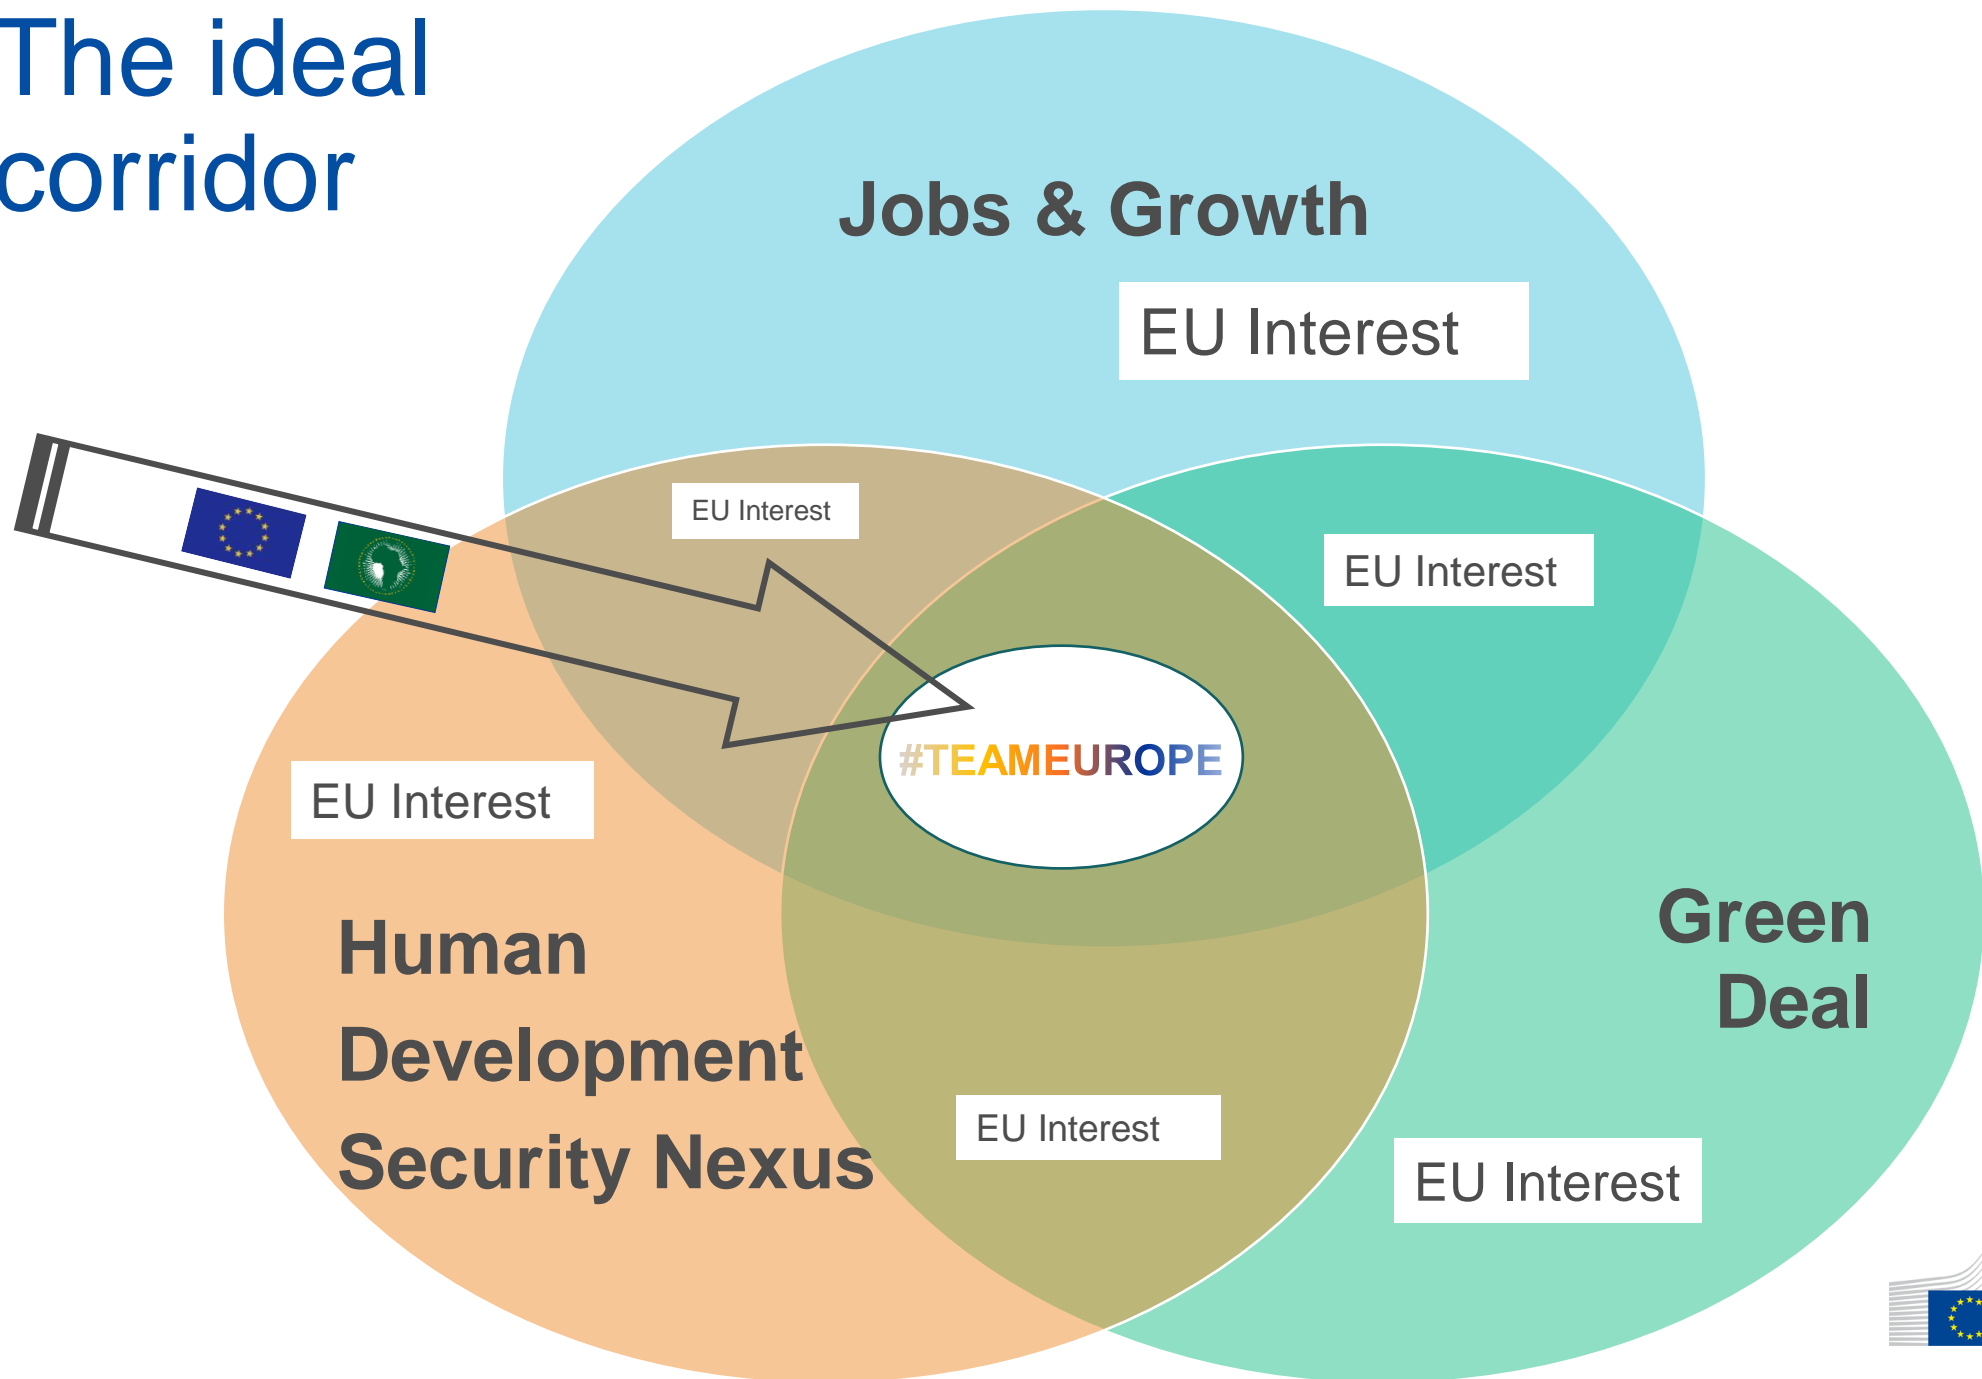 The ideal
corridor
Jobs & Growth
EU Interest
EU Interest
EU Interest
#TEAMEUROPE
EU Interest
Human
Development
Security Nexus
Green
Deal
EU Interest
EU Interest